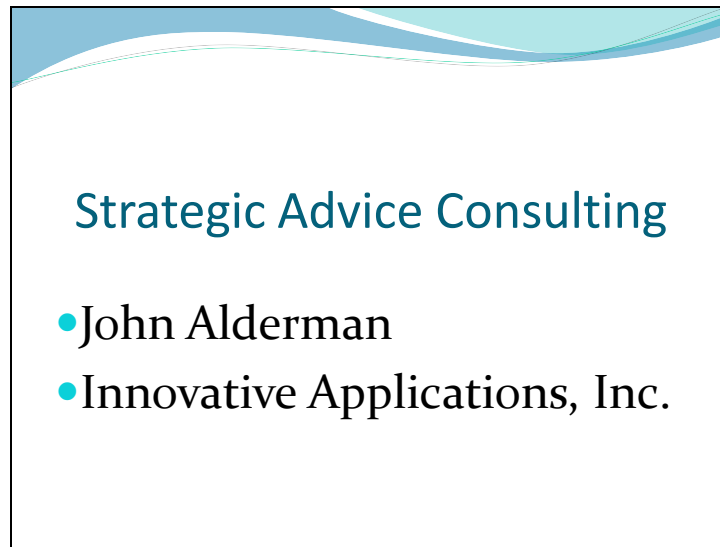 Strategic Advice Consulting
•John Alderman
•Innovative Applications, Inc.